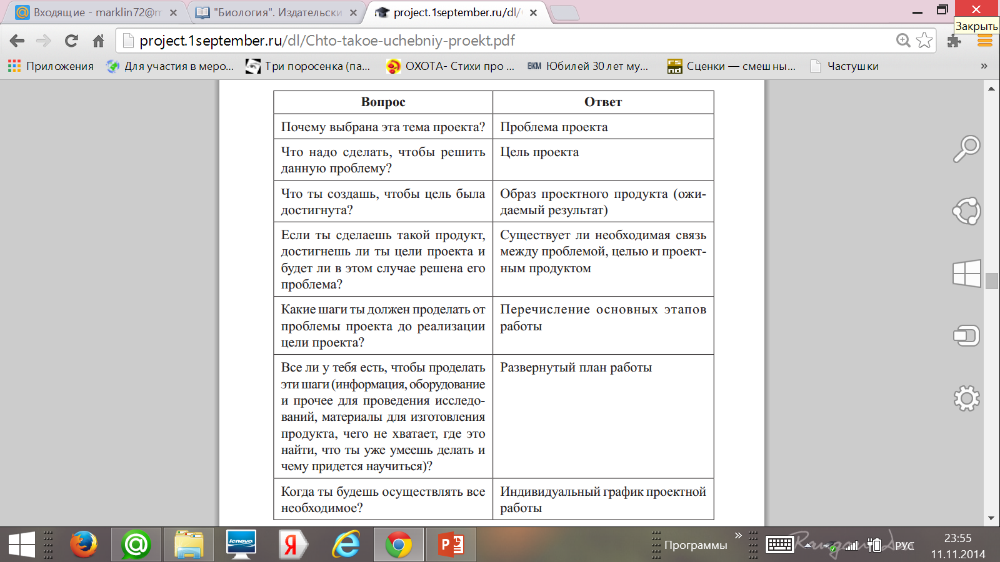 Входящие - marklin72@m
"Биология". Издательски
project.1september.ru/dl/
Закрыть
project.1september.ru/dl/Chto-takoe-uchebniy-proekt.pdf
Приложения
Для участия в меро...
Три поросенка (па...
ОХОТА- Стихи про ...
ВКМ Юбилей 30 лет му...
Сценки — смешны...
Частушки
»
Вопрос
Ответ
Почему выбрана эта тема проекта?
Проблема проекта
Что надо сделать, чтобы решить
данную проблему?
Цель проекта
Что ты создашь, чтобы цель была
достигнута?
Образ проектного продукта (ожи-
даемый результат)
Если ты сделаешь такой продукт,
достигнешь ли ты цели проекта и
будет ли в этом случае решена его
проблема?
Существует ли необходимая связь
между проблемой, целью и проект-
ным продуктом
Какие шаги ты должен проделать от
проблемы проекта до реализации
цели проекта?
Перечисление основных этапов
работы
Все ли у тебя есть, чтобы проделать
эти шаги (информация, оборудование
и прочее для проведения исследо-
ваний, материалы для изготовления
продукта, чего не хватает, где это
найти, что ты уже умеешь делать и
чему придется научиться)?
Развернутый план работы
Когда ты будешь осуществлять все
необходимое?
Индивидуальный график проектной
работы
lenovo
Я
Программы
»
РУС
23:55
11.11.2014